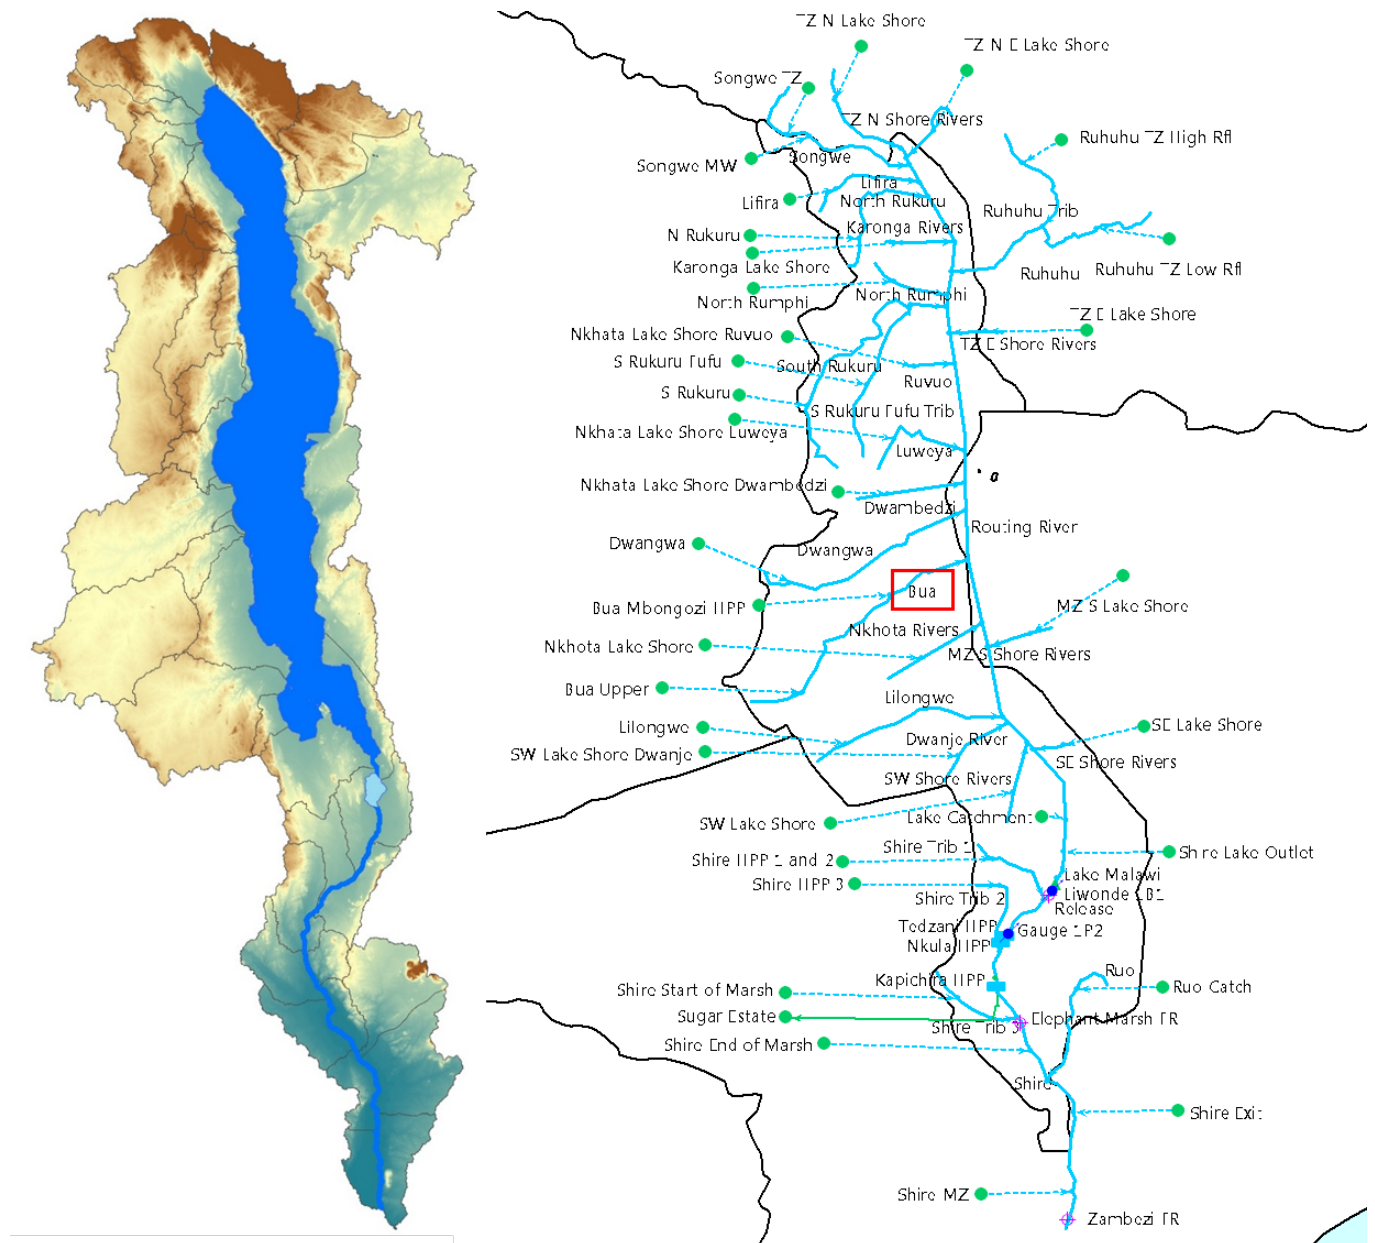 TZ N Lake Shore
TZ N E Lake Shore
Songwe TZ
TZ N Shore Rivers
Ruhuhu TZ High Rfl
Songwe
Songwe MW
Lifira
Lifira
North Rukuru
Ruhuhu Trib
Karonga Rivers
N Rukuru
Karonga Lake Shore
Ruhuhu
Ruhuhu TZ Low Rfl
North Rumphi
North Rumphi
TZ E Lake Shore
Nkhata Lake Shore Ruvuo
TZ E Shore Rivers
S Rukuru Fufu
South Rukuru
Ruvuo
S Rukuru
S Rukuru Fufu Trib
Nkhata Lake Shore Luweya
Luweya
a
Nkhata Lake Shore Dwambedzi
Dwambedzi
Routing River
Dwangwa
Dwangwa
Bua
Bua Mbongozi HPP
MZ S Lake Shore
Nkhota Rivers
Nkhota Lake Shore
MZ S Shore Rivers
Bua Upper
Lilongwe
Lilongwe
SE Lake Shore
Dwanje River
SW Lake Shore Dwanje
SE Shore Rivers
SW Shore Rivers
Lake Catchment
SW Lake Shore
Shire Trib 1
Shire Lake Outlet
Shire HPP 1 and 2
Lake Malawi
Shire HPP 3
Liwonde 1B1
Shire Trib 2
Release
Tedzani HPP
Gauge 1P2
Nkula HPP
Ruo
Kapichira HPP
Ruo Catch
Shire Start of Marsh
Sugar Estate
Elephant Marsh FR
Shire Trib 3
Shire End of Marsh
Shire
Shire Exit
Shire MZ
Zambezi FR